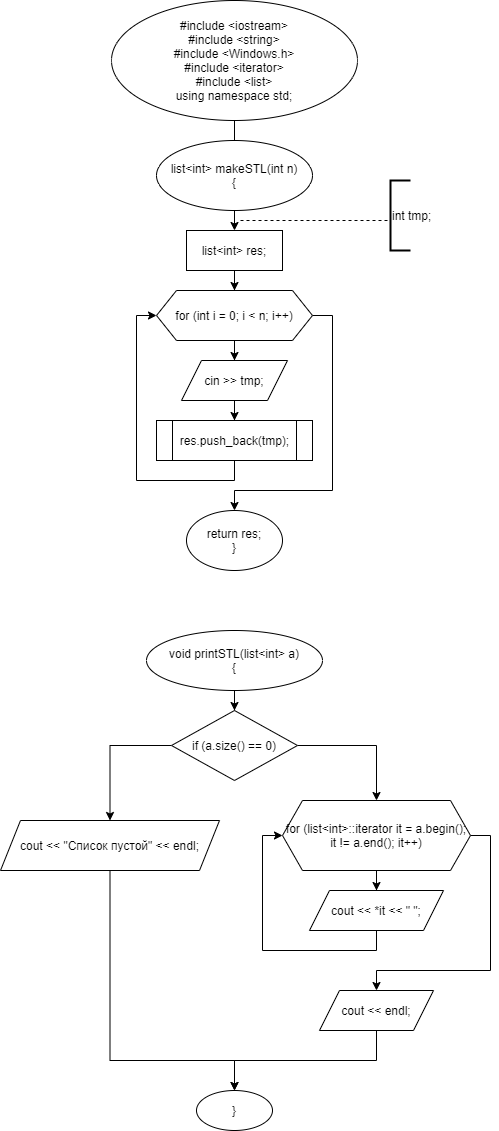 #include <iostream>
#include <string>
#include <Windows.h>
#include <iterator>
#include <list>
using namespace std;
list<int> makeSTL(int n)
{
int tmp;
list<int> res;
for (int i = 0; i < n; i++)
cin >> tmp;
res.push_back(tmp);
return res;
}
void printSTL(list<int> a)
{
if (a.size() == 0)
cout << "Список пустой" << endl;
for (list<int>::iterator it = a.begin();
it != a.end(); it++)
cout << *it << " ";
cout << endl;
}